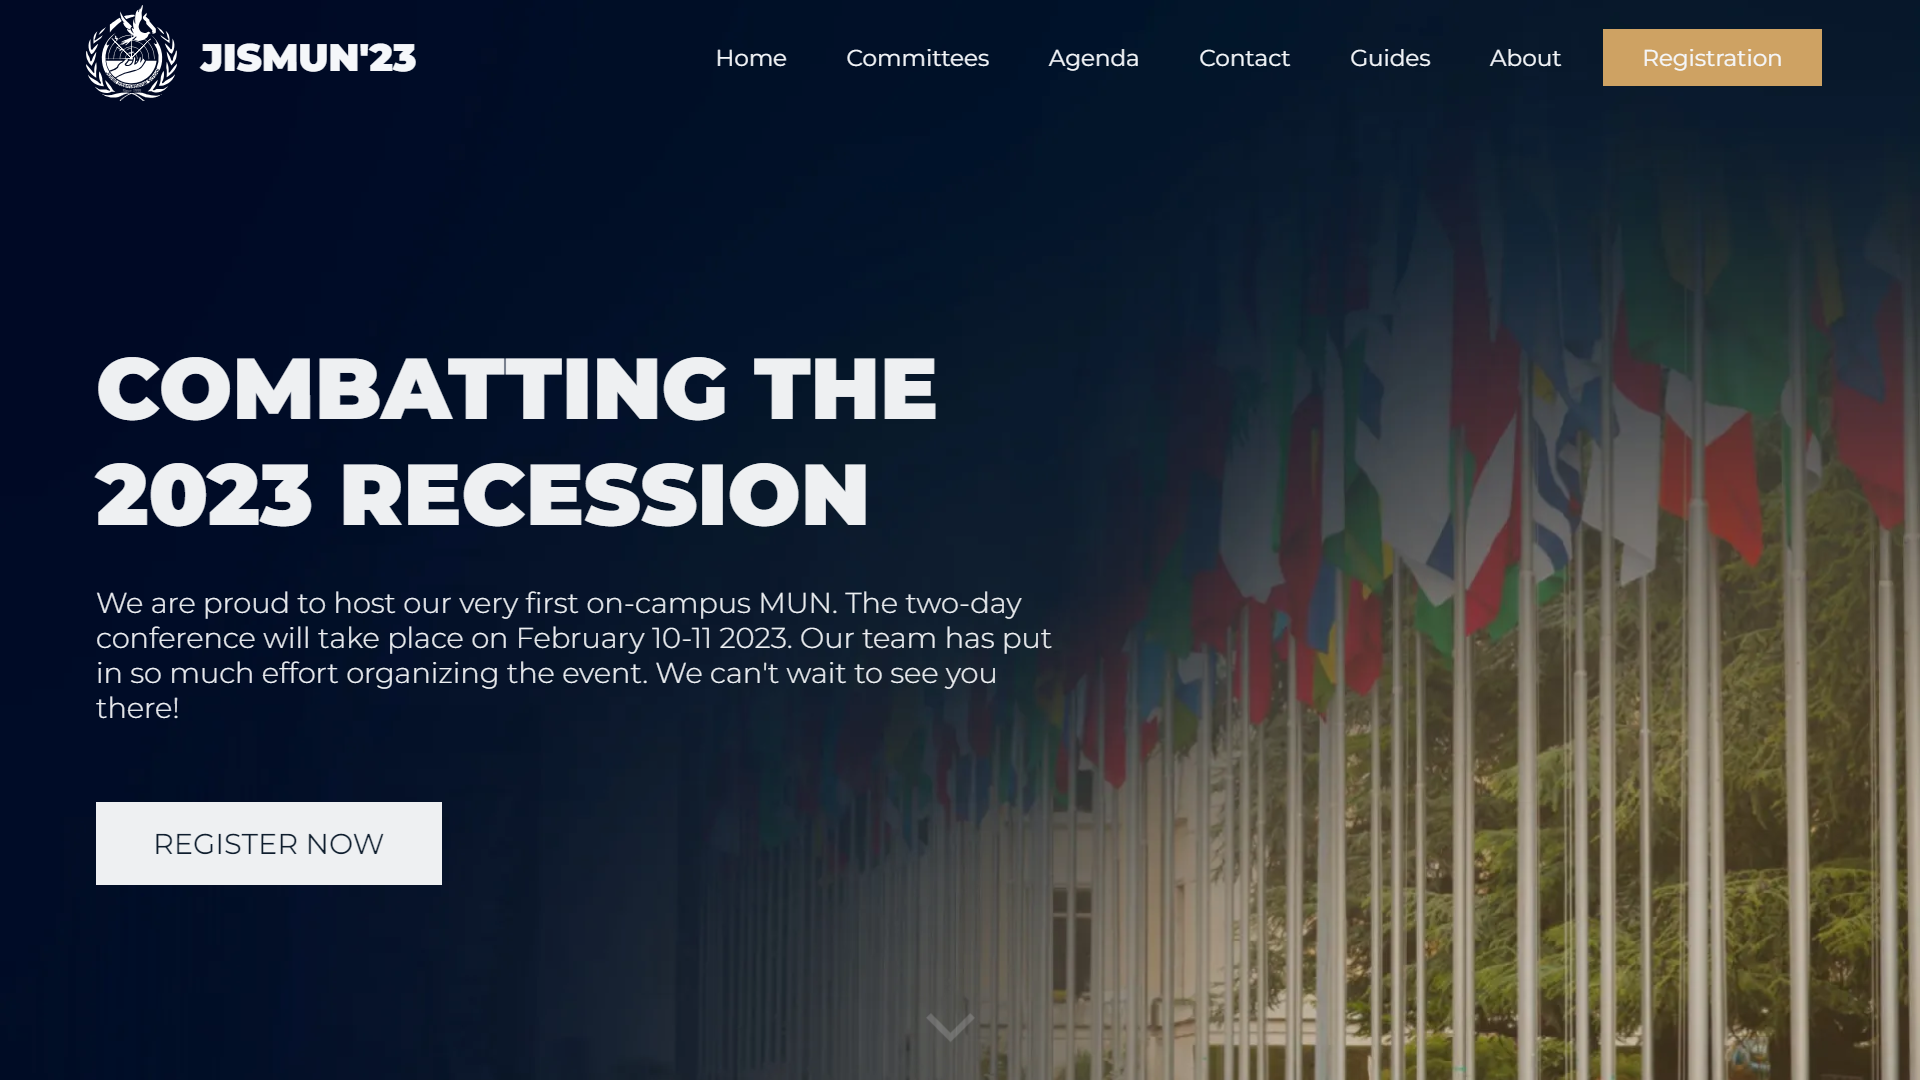 JISMUN'23
Home
Committees
Agenda
Contact
Guides
About
Registration
COMBATTING THE
2023 RECESSION
We are proud to host our very first on-campus MUN. The two-day
conference will take place on February 10-11 2023. Our team has put
in so much effort organizing the event. We can't wait to see you
there!
REGISTER NOW